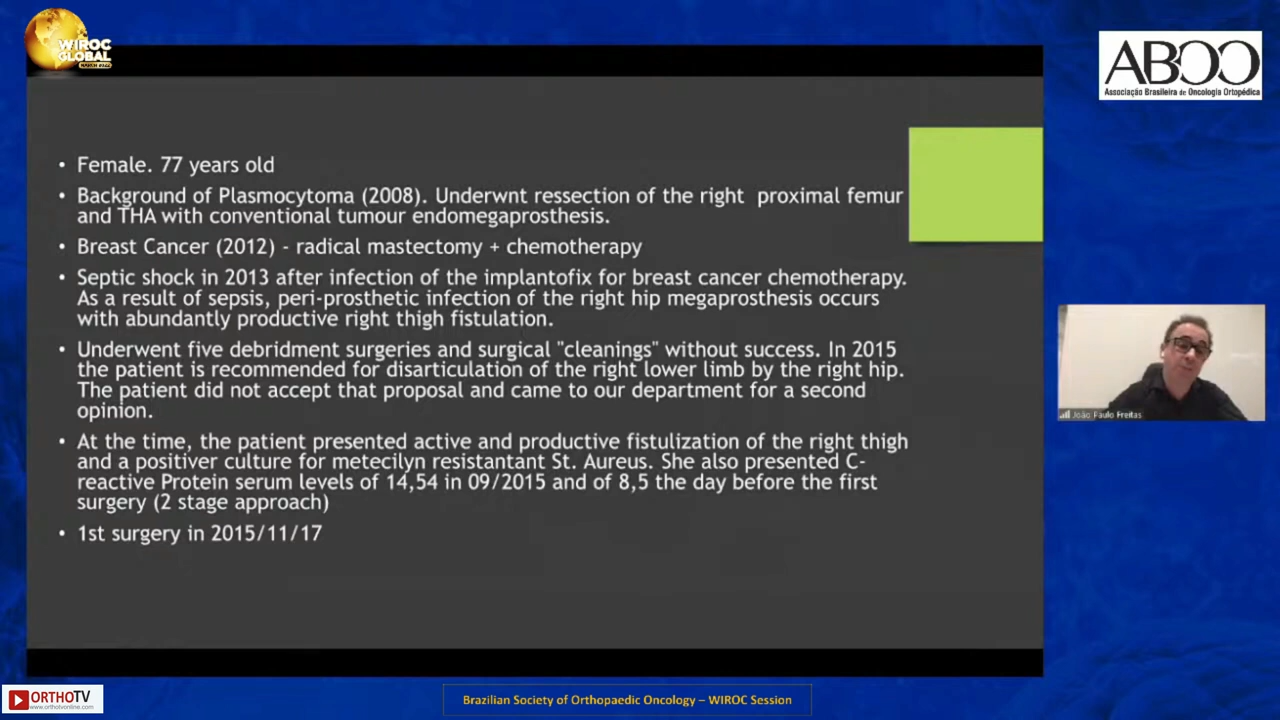 WIROC
GLOBAL
MARCH 2022
ABOO
Associação Brasileira de Oncologia Ortopédica
• Female. 77 years old
• Background of Plasmocytoma (2008). Underwnt ressection of the right proximal femur
and THA with conventional tumour endomegaprosthesis.
• Breast Cancer (2012) - radical mastectomy + chemotherapy
• Septic shock in 2013 after infection of the implantofix for breast cancer chemotherapy.
As a result of sepsis, peri-prosthetic infection of the right hip megaprosthesis occurs
with abundantly productive right thigh fistulation.
• Underwent five debridment surgeries and surgical "cleanings" without success. In 2015
the patient is recommended for disarticulation of the right lower limb by the right hip.
The patient did not accept that proposal and came to our department for a second
opinion.
• At the time, the patient presented active and productive fistulization of the right thigh
and a positiver culture for metecilyn resistantant St. Aureus. She also presented C-
reactive Protein serum levels of 14,54 in 09/2015 and of 8,5 the day before the first
surgery (2 stage approach)
• 1st surgery in 2015/11/17
João Paulo Freitas
ORTHOTV
www.orthotvonline.com
Brazilian Society of Orthopaedic Oncology – WIROC Session